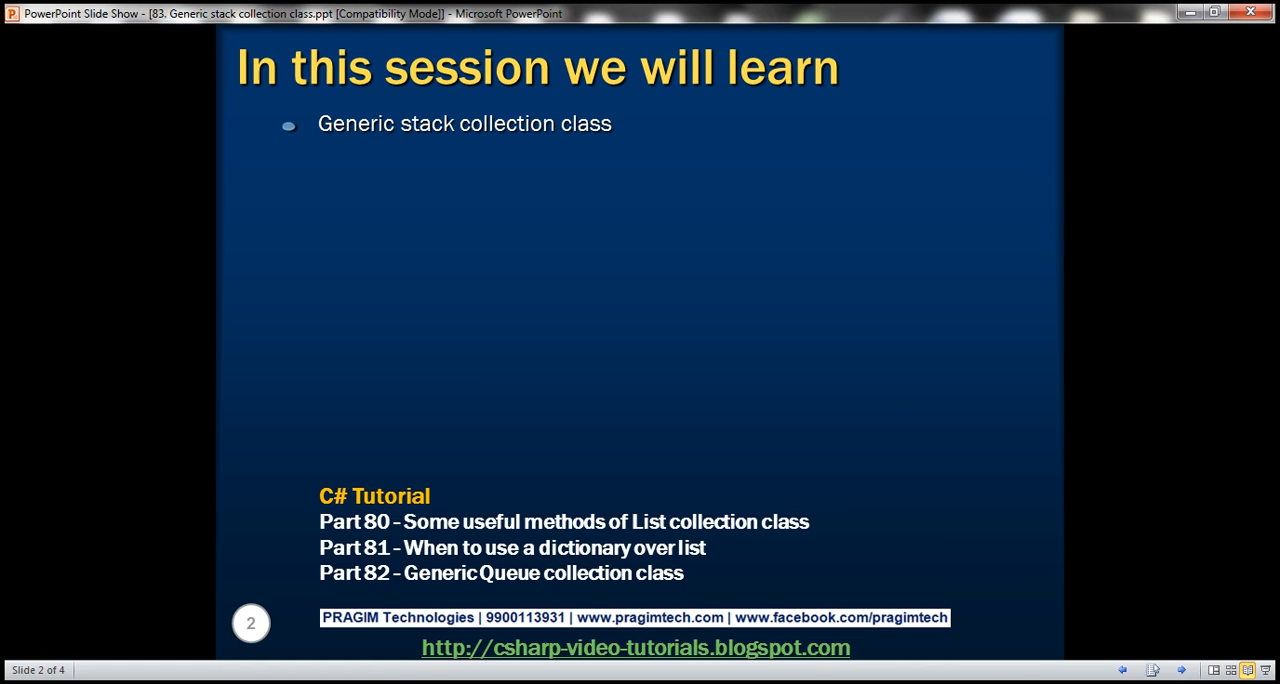 PowerPoint Slide Show - [83. Generic stack collection class.ppt [Compatibility Mode]] - Microsoft PowerPoint
In this session we will learn
Generic stack collection class
C# Tutorial
Part 80 - Some useful methods of List collection class
Part 81 - When to use a dictionary over list
Part 82 - Generic Queue collection class
2
PRAGIM Technologies | 9900113931 | www.pragimtech.com | www.facebook.com/pragimtech
http://csharp-video-tutorials.blogspot.com
Slide 2 of 4